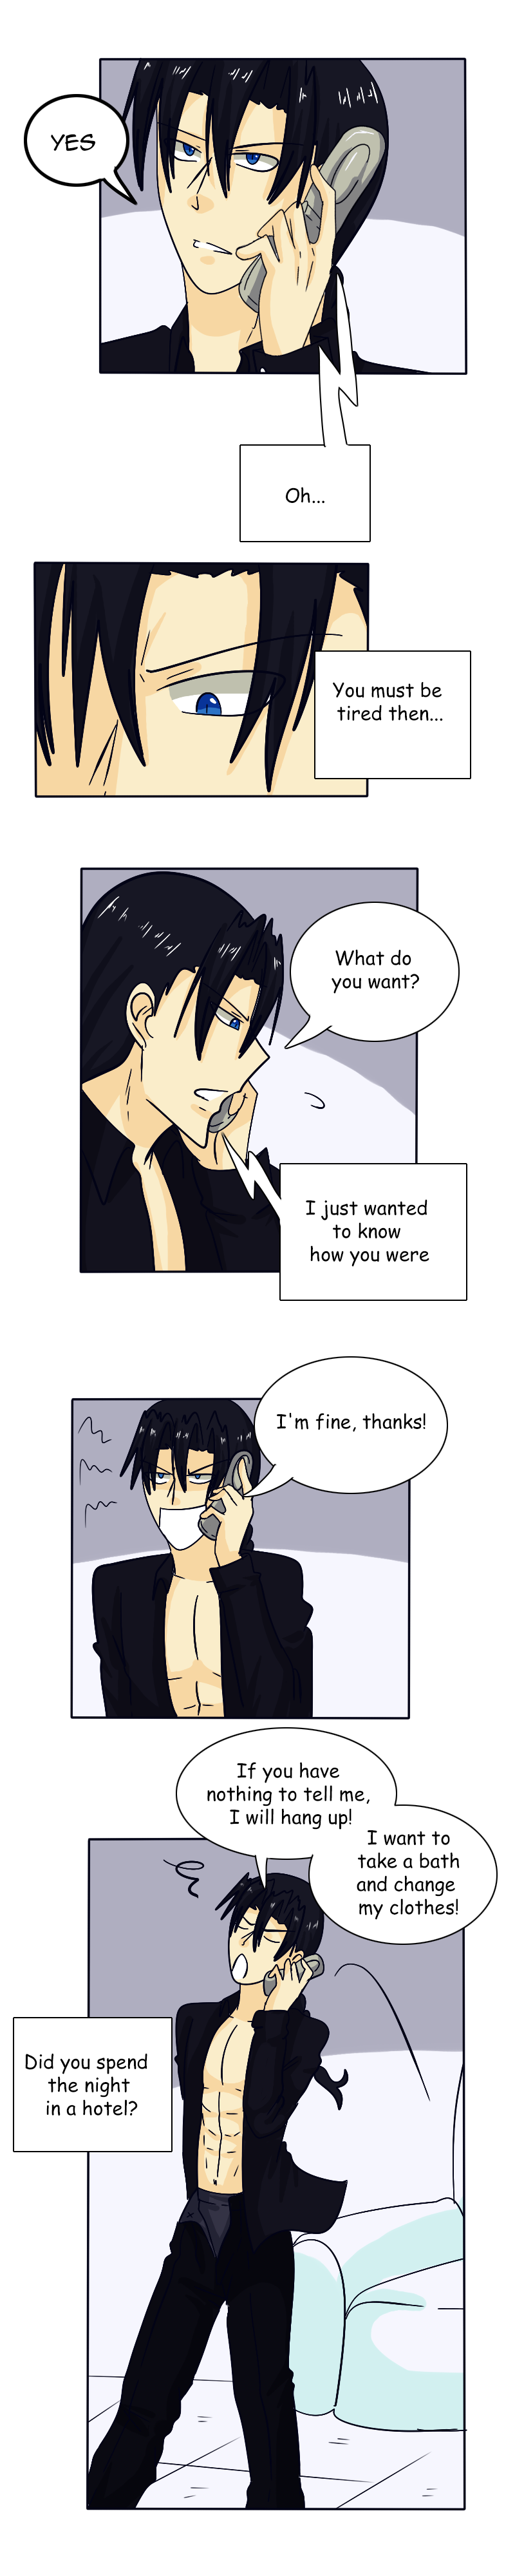 YES
Oh...
You must be
tired then...
What do
you want?
I just wanted
to know
how you were
I'm fine, thanks!
If you have
nothing to tell me,
I will hang up!
I want to
take a bath
and change
my clothes!
Did you spend
the night
in a hotel?